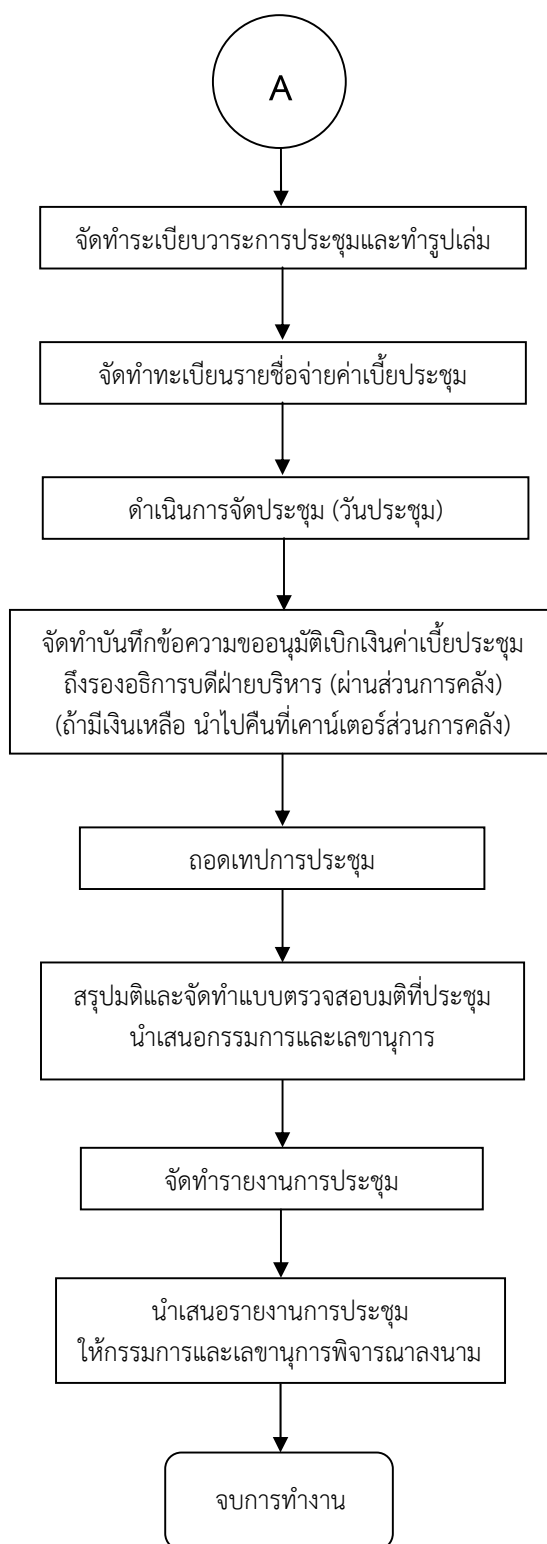 A
จัดทำระเบียบวาระการประชุมและทำรูปเล่ม
จัดทำทะเบียนรายชื่อจ่ายค่าเบี้ยประชุม
ดำเนินการจัดประชุม (วันประชุม)
จัดทำบันทึกข้อความขออนุมัติเบิกเงินค่าเบี้ยประชุม
ถึงรองอธิการบดีฝ่ายบริหาร (ผ่านส่วนการคลัง)
(ถ้ามีเงินเหลือ นำไปคืนที่เคาน์เตอร์ส่วนการคลัง)
ถอดเทปการประชุม
สรุปมติและจัดทำแบบตรวจสอบมติที่ประชุม
นำเสนอกรรมการและเลขานุการ
จัดทำรายงานการประชุม
นำเสนอรายงานการประชุม
ให้กรรมการและเลขานุการพิจารณาลงนาม
จบการทำงาน